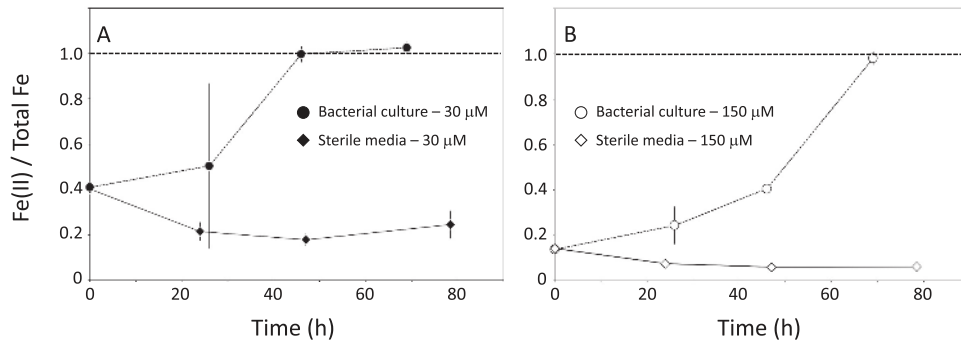 A
B
Fe(II) / Total Fe
1.0
0.8
0.6
0.4
0.2
0
Bacterial culture – 30 μM
Sterile media – 30 μM
0
20
40
60
80
Time (h)
1.0
0.8
0.6
0.4
0.2
0
Bacterial culture – 150 μM
Sterile media – 150 μM
0
20
40
60
80
Time (h)